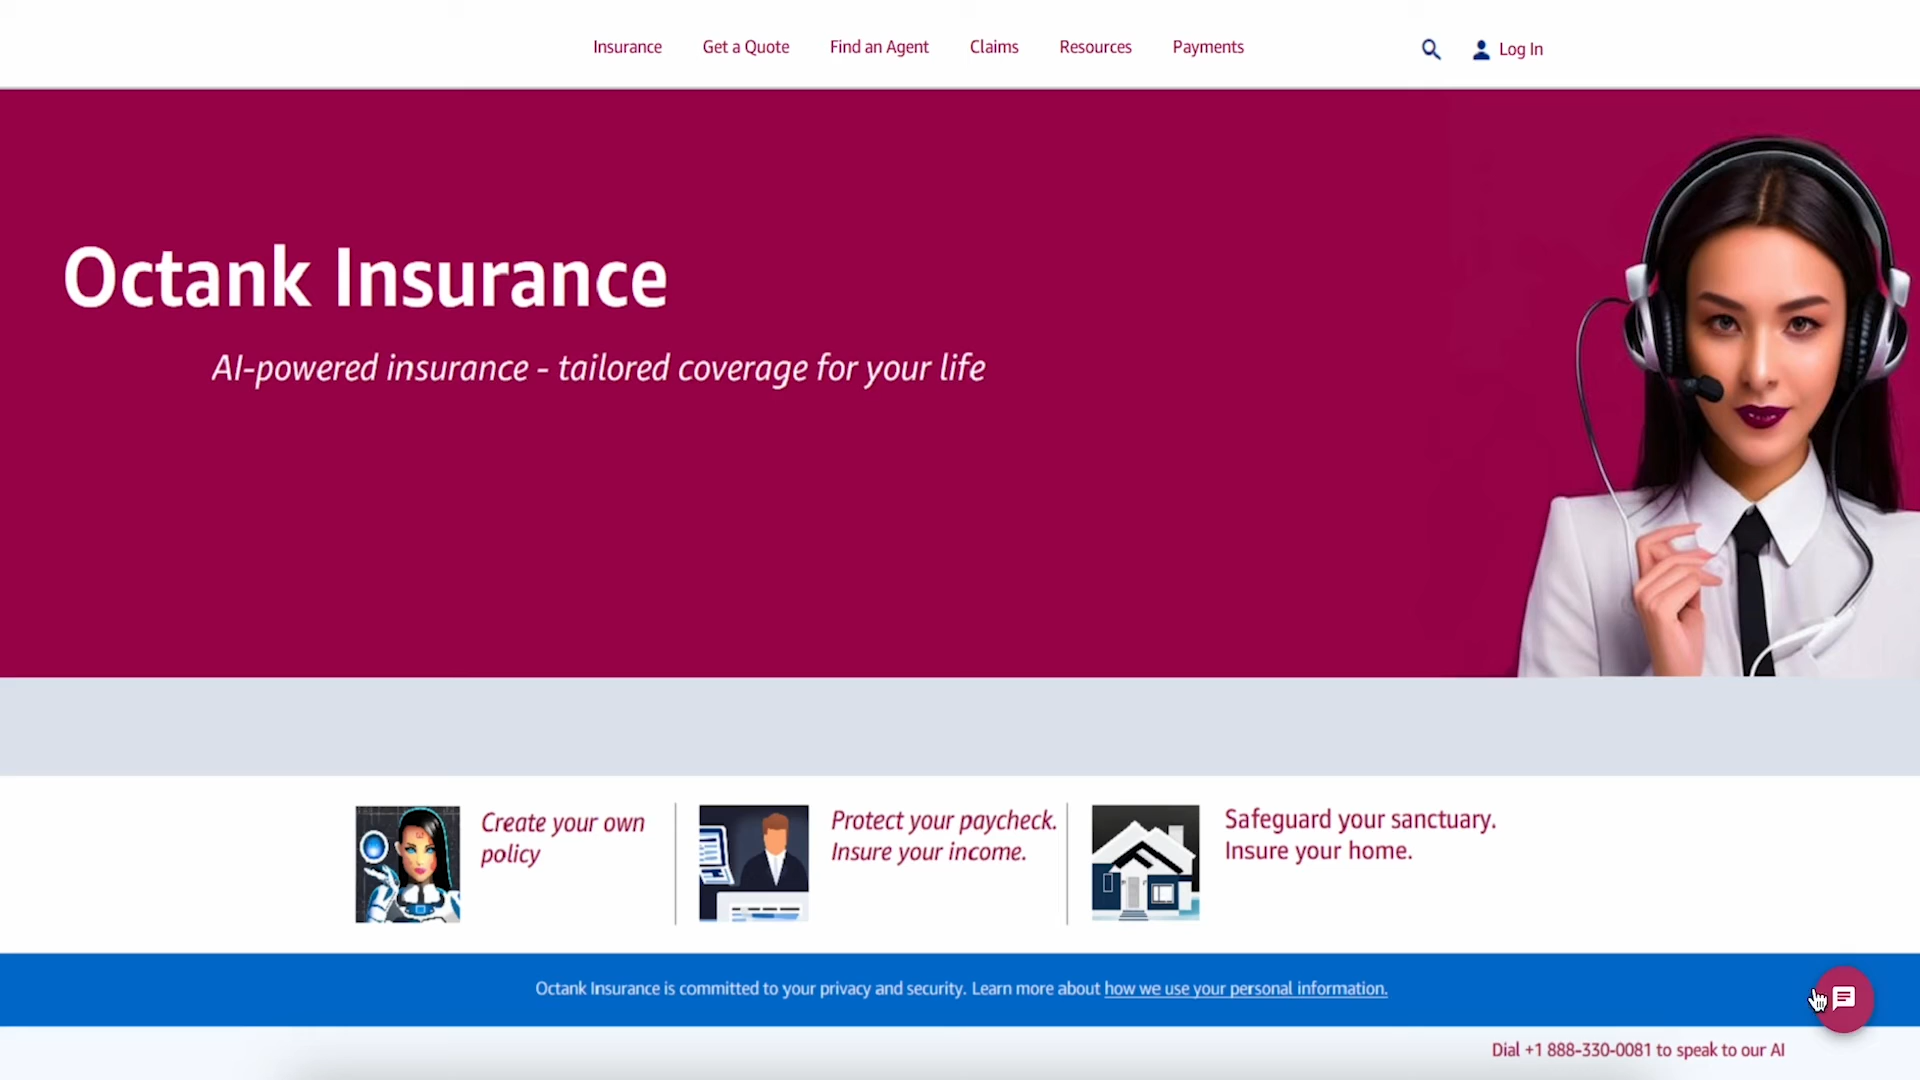 Insurance Get a Quote Find an Agent Claims Resources Payments Log In
Octank Insurance
AI-powered insurance - tailored coverage for your life
Create your own
policy
Protect your paycheck.
Insure your income.
Safeguard your sanctuary.
Insure your home.
Octank Insurance is committed to your privacy and security. Learn more about how we use your personal information.
Dial +1 888-330-0081 to speak to our AI